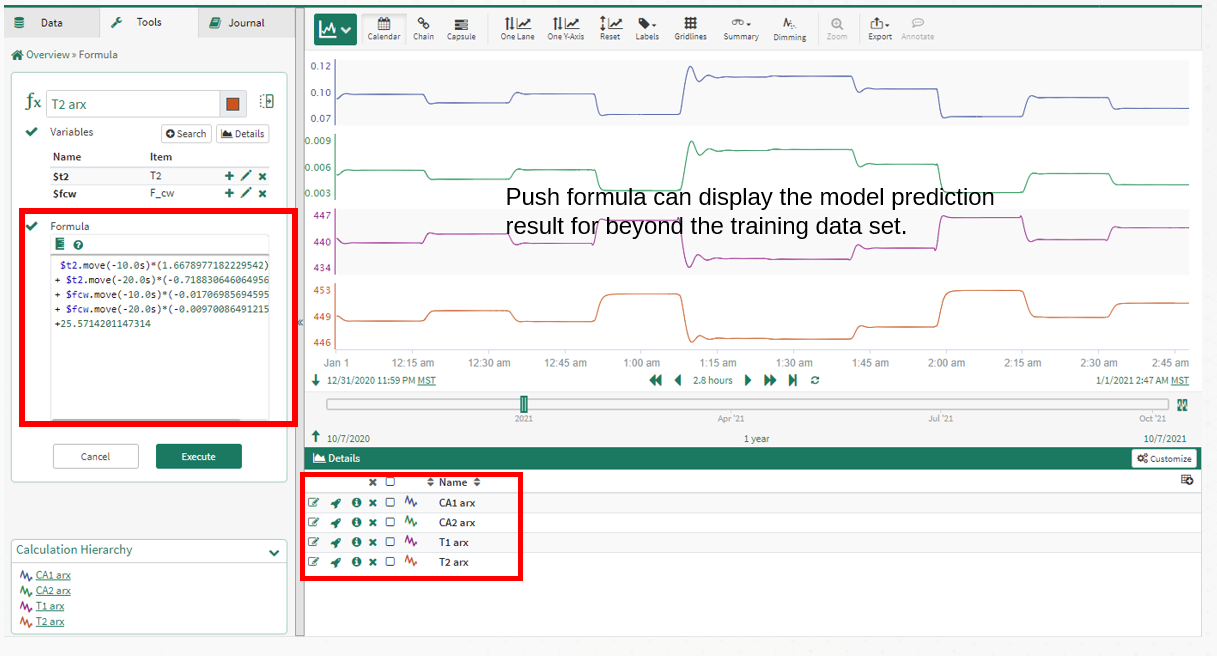 Data
Tools
Journal
Overview » Formula
ƒx T2 arx
Variables
Search
Details
Name Item
$t2 T2
$fcw F_cw
Formula
$t2.move(-10.0s)*(1.6678977182229542)
+ $t2.move(-20.0s)*(-0.718830646064956
+ $fcw.move(-10.0s)*(-0.01706985694595
+ $fcw.move(-20.0s)*(-0.00970086491215
+25.5714201147314
Cancel
Execute
Calculation Hierarchy
CA1 arx
CA2 arx
T1 arx
T2 arx
Calendar
Chain
Capsule
One Lane
One Y-Axis
Reset
Labels
Gridlines
Summary
Dimming
Zoom
Export
Annotate
0.12
0.10
0.07
0.009
0.006
0.003
447
440
434
453
449
446
Push formula can display the model prediction
result for beyond the training data set.
Jan 1 12:15 am 12:30 am 12:45 am 1:00 am 1:15 am 1:30 am 1:45 am 2:00 am 2:15 am 2:30 am 2:45 am
12/31/2020 11:59 PM MST
2.8 hours
1/1/2021 2:47 AM MST
2021 Apr '21 Jul '21 Oct '21
10/7/2020 1 year 10/7/2021
Details
Customize
Name
CA1 arx
CA2 arx
T1 arx
T2 arx